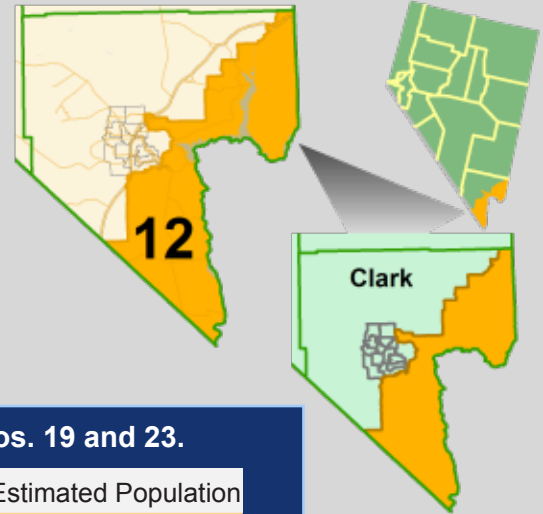 12
Clark
os. 19 and 23.
Estimated Population